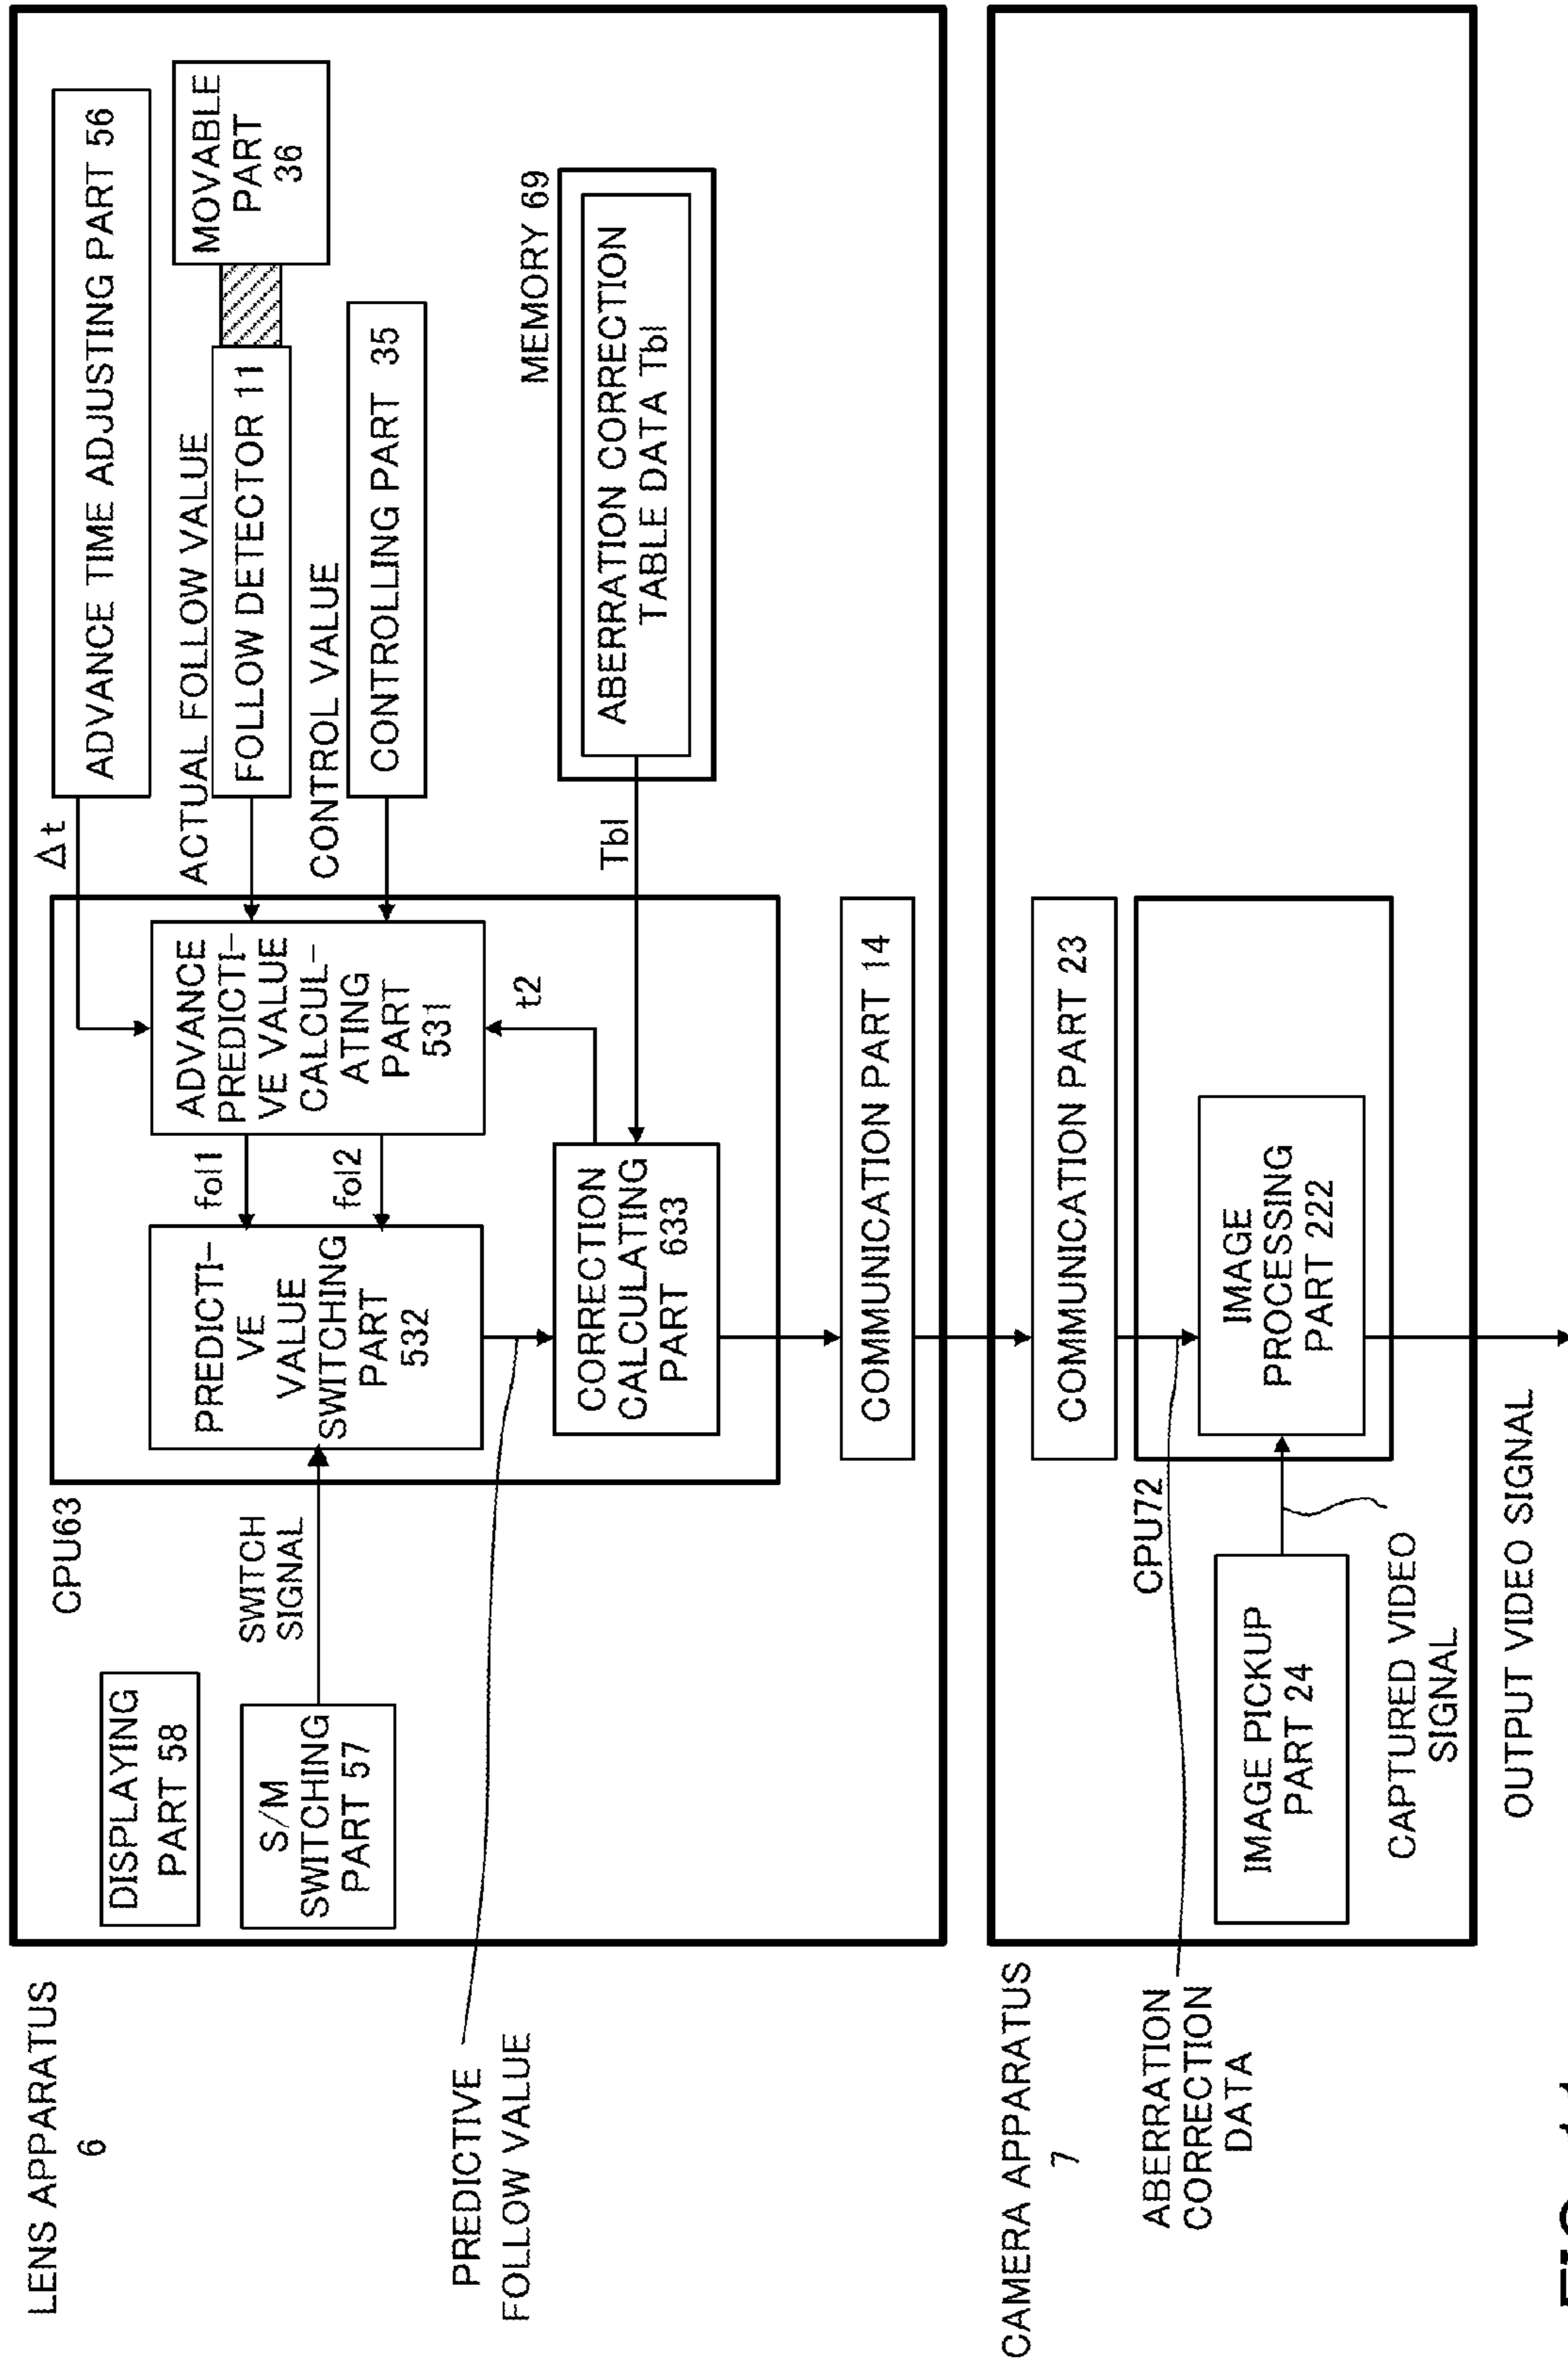 LENS APPARATUS
6
DISPLAYING
PART 58
S/M
SWITCHING
PART 57
SWITCH
SIGNAL
CPU63
PREDICTI-
VE
VALUE
SWITCHING
PART
532
fol1
fol2
ADVANCE
PREDICTI-
VE VALUE
CALCUL-
ATING
PART
531
Δt
ADVANCE TIME ADJUSTING PART 56
ACTUAL FOLLOW VALUE
FOLLOW DETECTOR 11
MOVABLE
PART
36
CONTROL VALUE
CONTROLLING PART 35
t2
Tbl
MEMORY 69
ABERRATION CORRECTION
TABLE DATA Tbl
PREDICTIVE
FOLLOW VALUE
CORRECTION
CALCULATING
PART 633
COMMUNICATION PART 14
CAMERA APPARATUS
7
COMMUNICATION PART 23
ABERRATION
CORRECTION
DATA
CPU72
IMAGE
PROCESSING
PART 222
IMAGE PICKUP
PART 24
CAPTURED VIDEO
SIGNAL
OUTPUT VIDEO SIGNAL